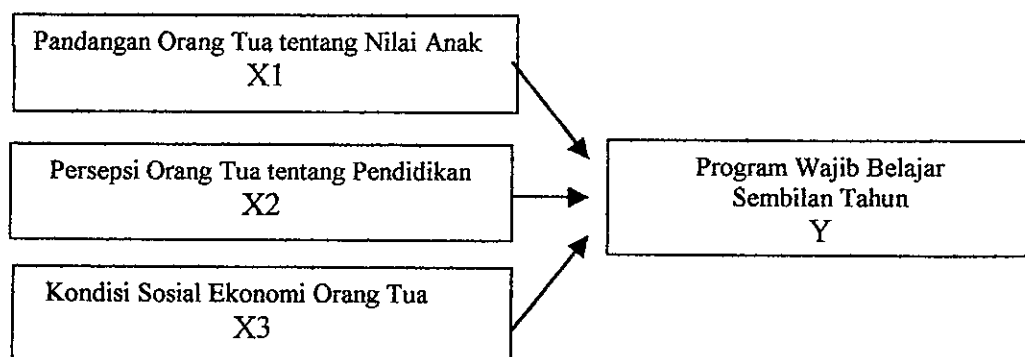 Pandangan Orang Tua tentang Nilai Anak
X1
Persepsi Orang Tua tentang Pendidikan
X2
Kondisi Sosial Ekonomi Orang Tua
X3
Program Wajib Belajar
Sembilan Tahun
Y